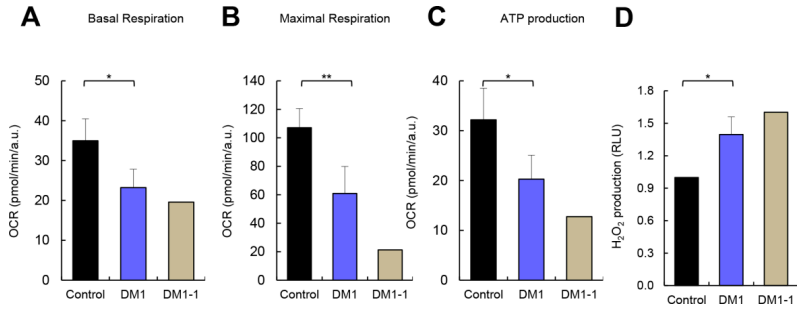 A Basal Respiration
OCR (pmol/min/a.u.)
50
40
30
20
10
0
*
Control DM1 DM1-1
B Maximal Respiration
OCR (pmol/min/a.u.)
140
120
100
80
60
40
20
0
**
Control DM1 DM1-1
C ATP production
OCR (pmol/min/a.u.)
40
30
20
10
0
*
Control DM1 DM1-1
D
H₂O₂ production (RLU)
1.8
1.5
1.2
0.9
0.6
0.3
0.0
*
Control DM1 DM1-1